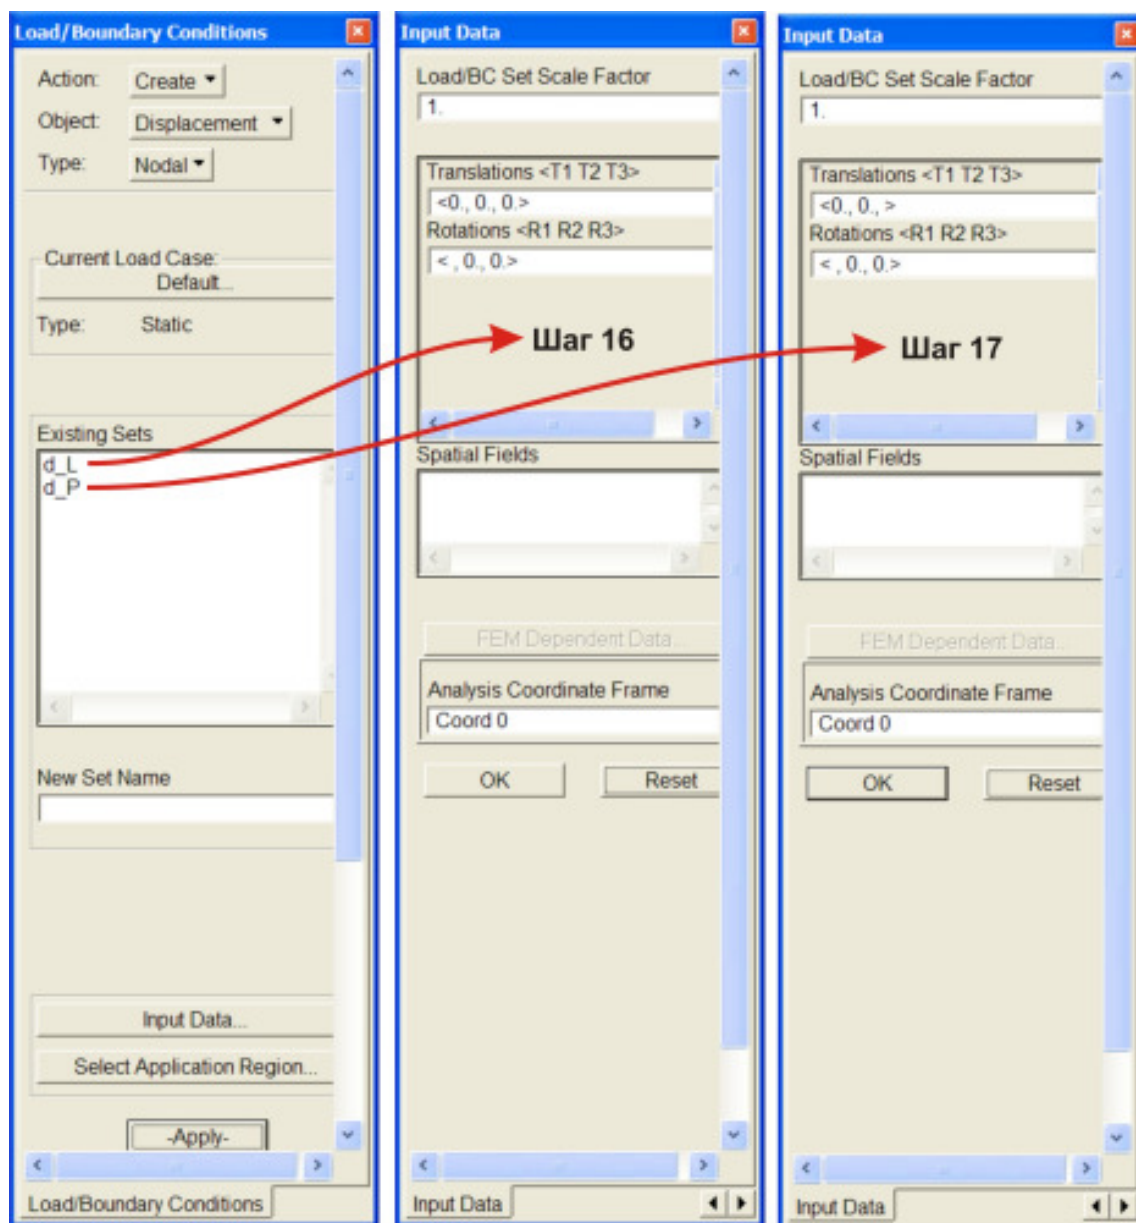 Load/Boundary Conditions
Action: Create
Object: Displacement
Type: Nodal
Current Load Case:
Default...
Type: Static
Existing Sets
d_L
d_P
New Set Name
Input Data...
Select Application Region...
-Apply-
Load/Boundary Conditions
Input Data
Load/BC Set Scale Factor
1.
Translations <T1 T2 T3>
<0., 0., 0.>
Rotations <R1 R2 R3>
< , 0., 0.>
Шаг 16
Spatial Fields
FEM Dependent Data...
Analysis Coordinate Frame
Coord 0
OK Reset
Input Data
Input Data
Load/BC Set Scale Factor
1.
Translations <T1 T2 T3>
<0., 0., >
Rotations <R1 R2 R3>
< , 0., 0.>
Шаг 17
Spatial Fields
FEM Dependent Data...
Analysis Coordinate Frame
Coord 0
OK Reset
Input Data